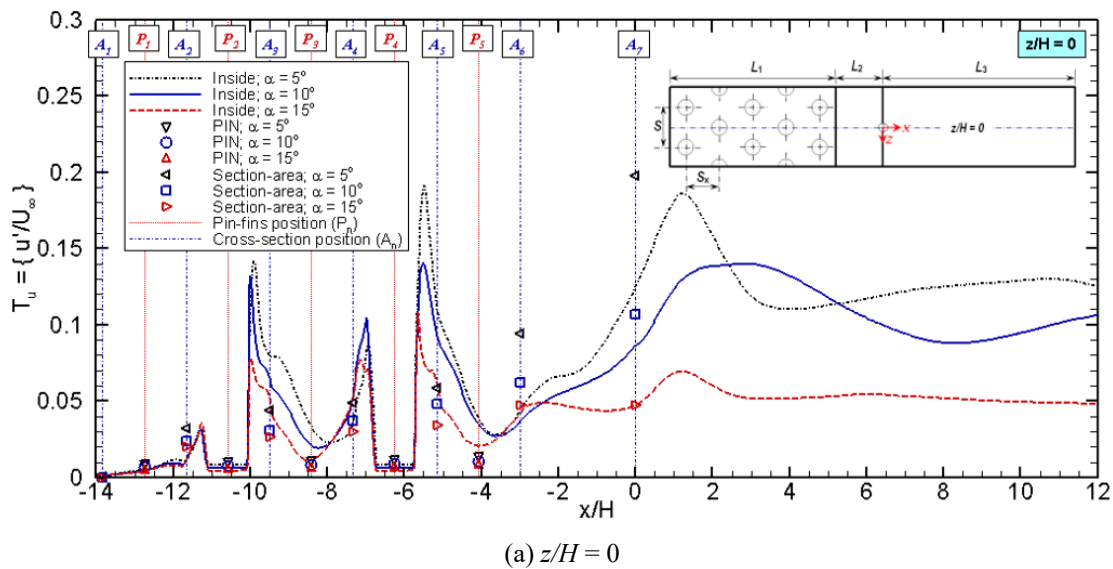 A₁ P₁ A₂ P₂ A₃ P₃ A₄ P₄ A₅ P₅ A₆ A₇ z/H = 0
Inside; α = 5°
Inside; α = 10°
Inside; α = 15°
PIN; α = 5°
PIN; α = 10°
PIN; α = 15°
Section-area; α = 5°
Section-area; α = 10°
Section-area; α = 15°
Pin-fins position (Pₙ)
Cross-section position (Aₙ)
L₁ L₂ L₃
S
x
z
z/H = 0
Sₓ
Tᵤ = { u'/U∞ }
0.3
0.25
0.2
0.15
0.1
0.05
0
-14 -12 -10 -8 -6 -4 -2 0 2 4 6 8 10 12
x/H
(a) z/H = 0